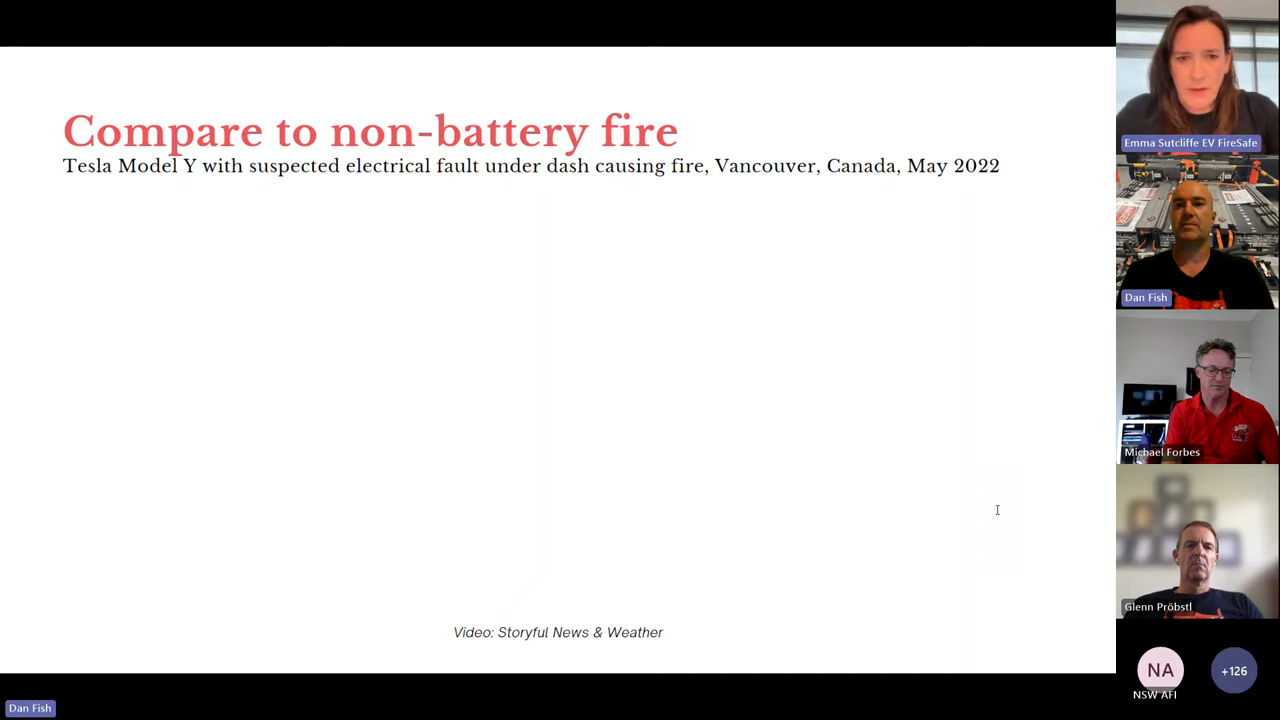 Compare to non-battery fire
Tesla Model Y with suspected electrical fault under dash causing fire, Vancouver, Canada, May 2022
Video: Storyful News & Weather
Dan Fish
Emma Sutcliffe EV FireSafe
Dan Fish
Michael Forbes
Glenn Pröbstl
NA
+126
NSW AFI